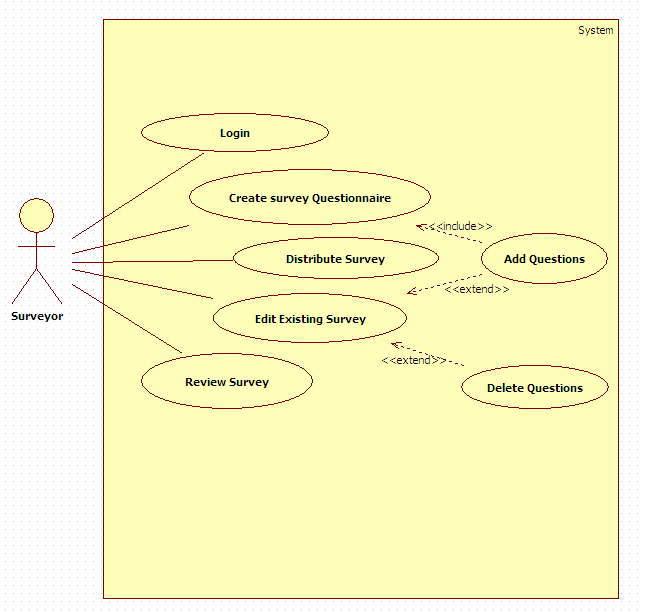 System
Login
Create survey Questionnaire
<<include>>
Distribute Survey
Add Questions
<<extend>>
Surveyor
Edit Existing Survey
<<extend>>
Review Survey
Delete Questions